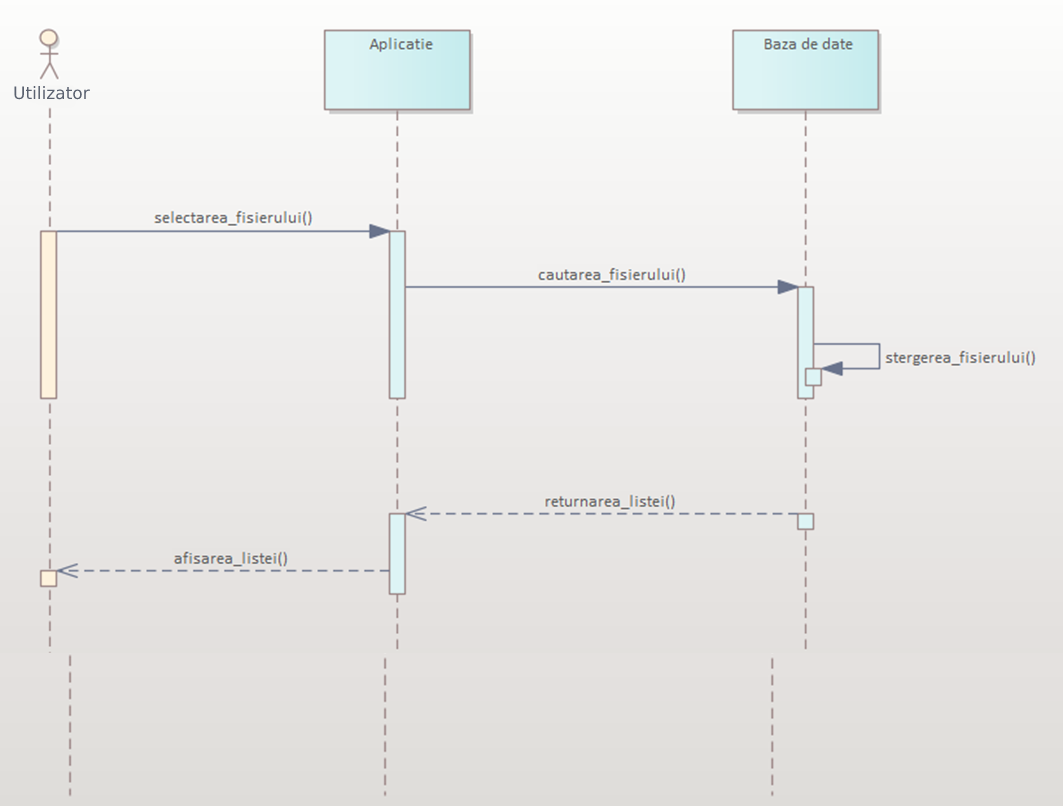 Aplicatie
Baza de date
Utilizator
selectarea_fisierului()
cautarea_fisierului()
stergerea_fisierului()
returnarea_listei()
afisarea_listei()